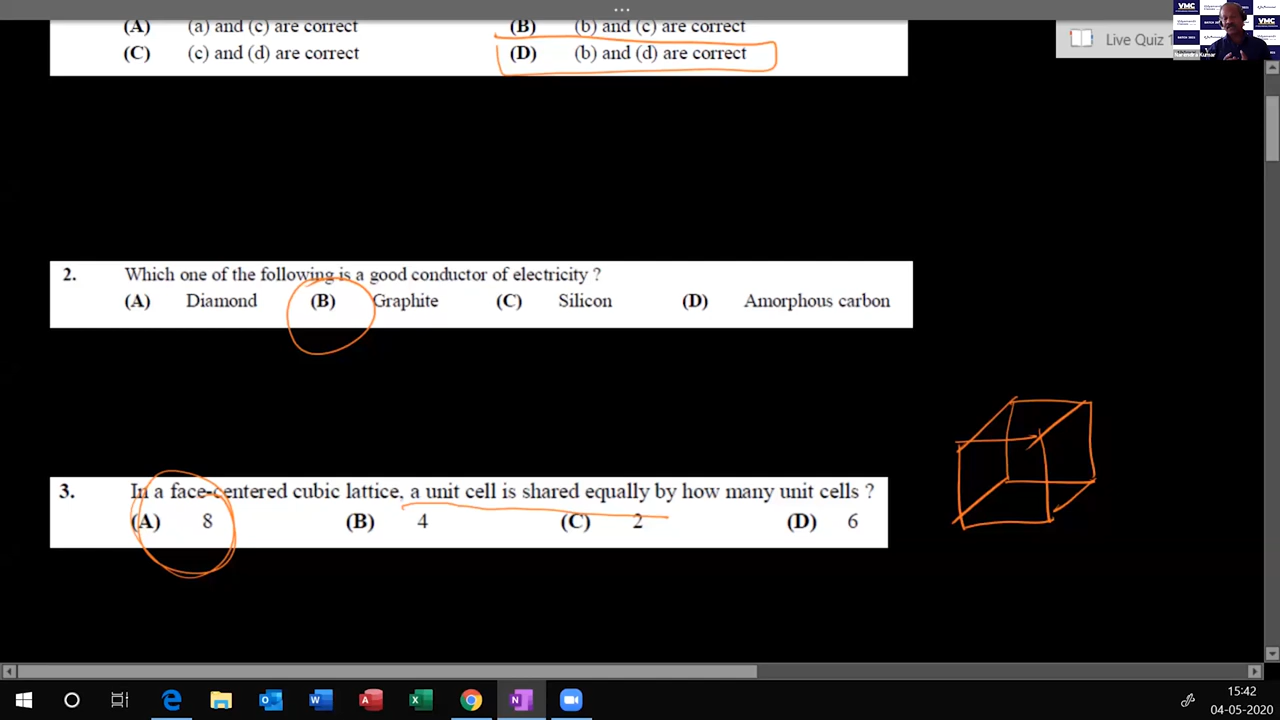 (A) (a) and (c) are correct (B) (b) and (c) are correct
(C) (c) and (d) are correct (D) (b) and (d) are correct
Live Quiz 1
VMC
2. Which one of the following is a good conductor of electricity ?
(A) Diamond (B) Graphite (C) Silicon (D) Amorphous carbon
3. In a face-centered cubic lattice, a unit cell is shared equally by how many unit cells ?
(A) 8 (B) 4 (C) 2 (D) 6
15:42
04-05-2020